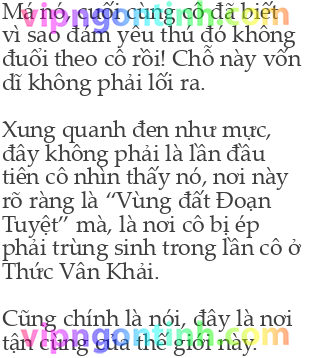 Má nó, cuối cùng cô đã biết
vì sao đám yêu thú đó không
đuổi theo cô rồi! Chỗ này vốn
dĩ không phải lối ra.
Xung quanh đen như mực,
đây không phải là lần đầu
tiên cô nhìn thấy nó, nơi này
rõ ràng là “Vùng đất Đoạn
Tuyệt” mà, là nơi cô bị ép
phải trùng sinh trong lần cô ở
Thức Vân Khải.
Cũng chính là nói, đây là nơi
tận cùng của thế giới này.
vipngontinh.com
vipngontinh.com